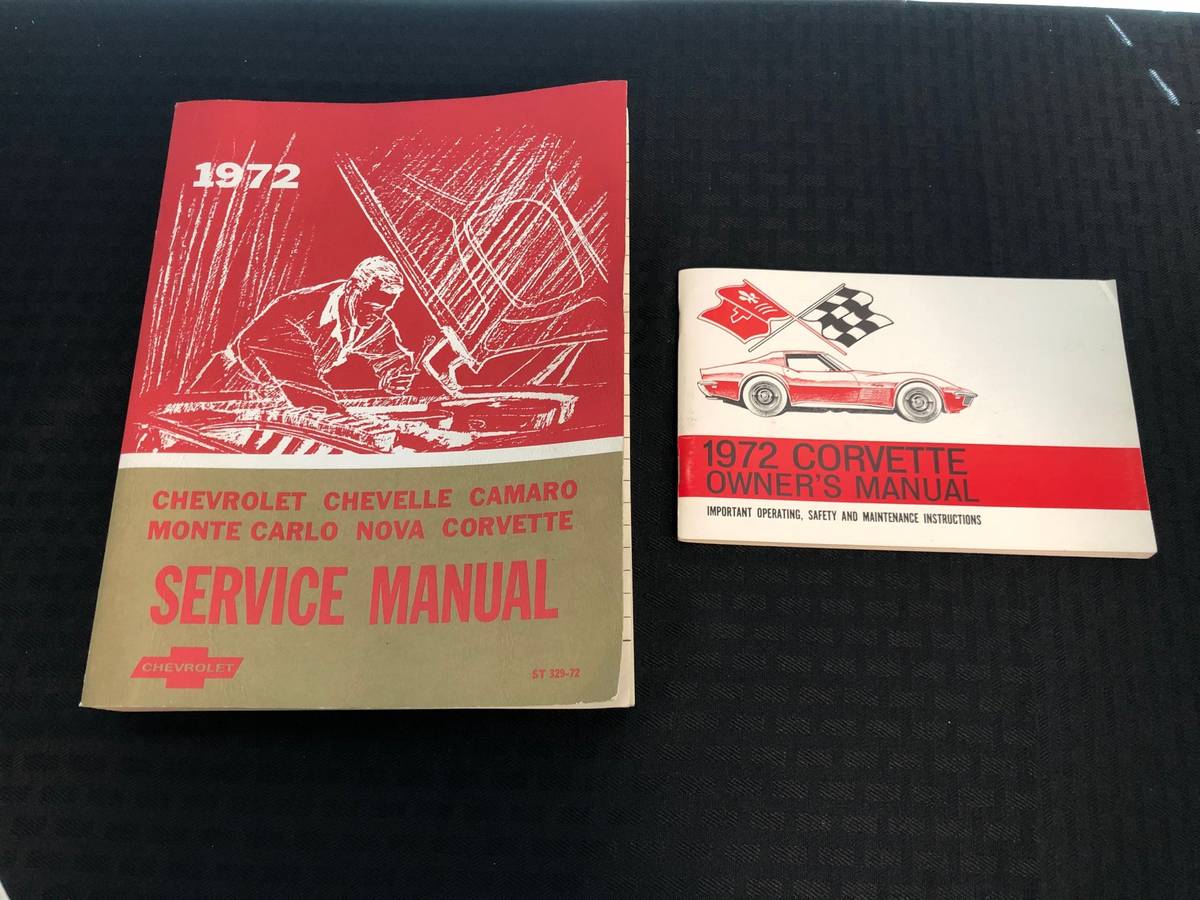 1972
CHEVROLET CHEVELLE CAMARO
MONTE CARLO NOVA CORVETTE
SERVICE MANUAL
CHEVROLET
ST 329-72
1972 CORVETTE
OWNER'S MANUAL
IMPORTANT OPERATING, SAFETY AND MAINTENANCE INSTRUCTIONS